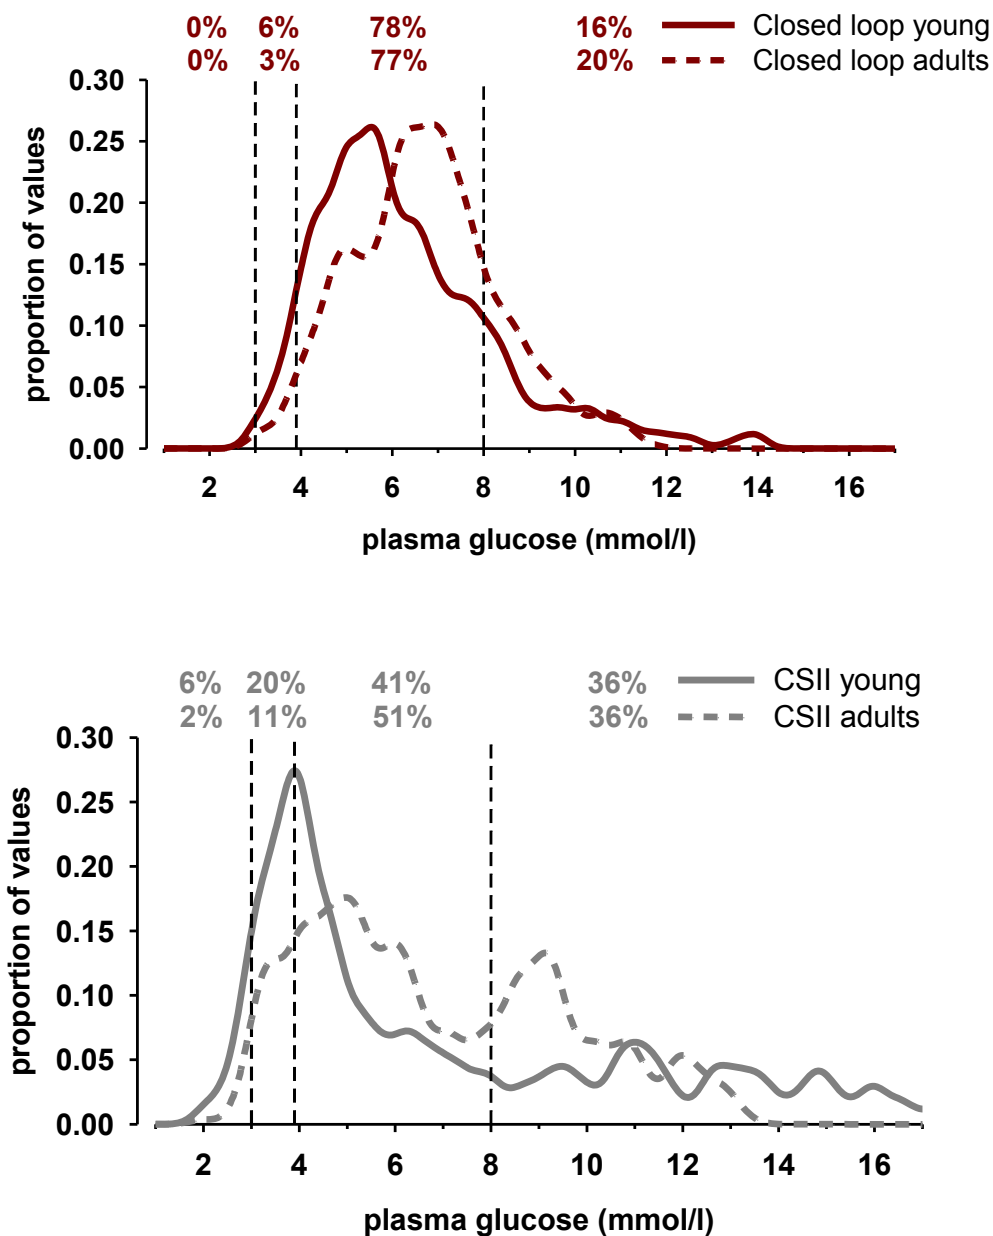 0% 6% 78% 16% Closed loop young
0% 3% 77% 20% Closed loop adults
0.30
0.25
0.20
0.15
0.10
0.05
0.00
proportion of values
2 4 6 8 10 12 14 16
plasma glucose (mmol/l)
6% 20% 41% 36% CSII young
2% 11% 51% 36% CSII adults
0.30
0.25
0.20
0.15
0.10
0.05
0.00
proportion of values
2 4 6 8 10 12 14 16
plasma glucose (mmol/l)